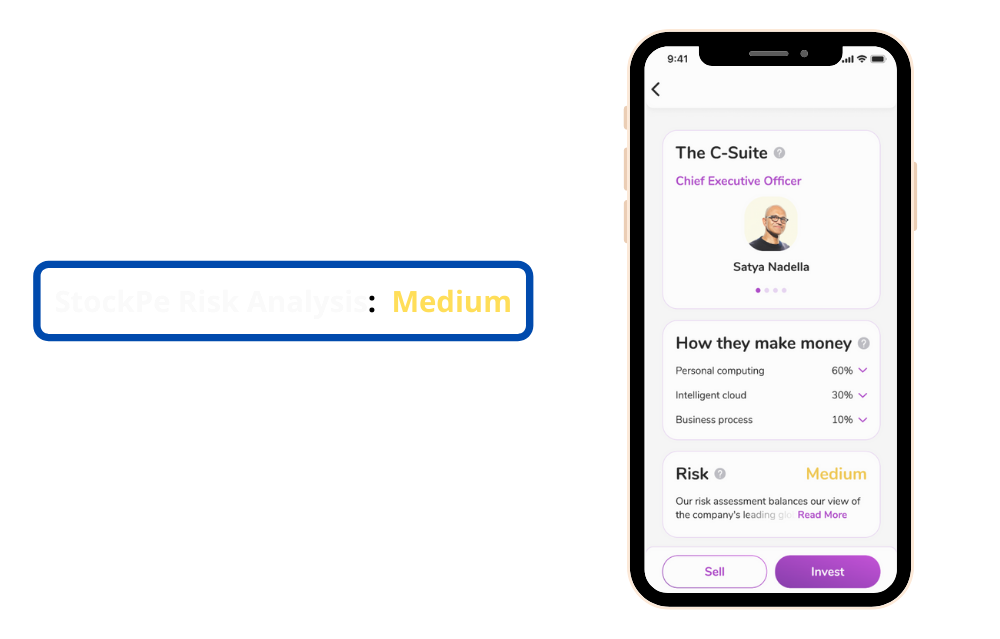 StockPe Risk Analysis: Medium
9:41
The C-Suite ?
Chief Executive Officer
Satya Nadella
How they make money ?
Personal computing 60%
Intelligent cloud 30%
Business process 10%
Risk ? Medium
Our risk assessment balances our view of
the company's leading glo Read More
Sell Invest